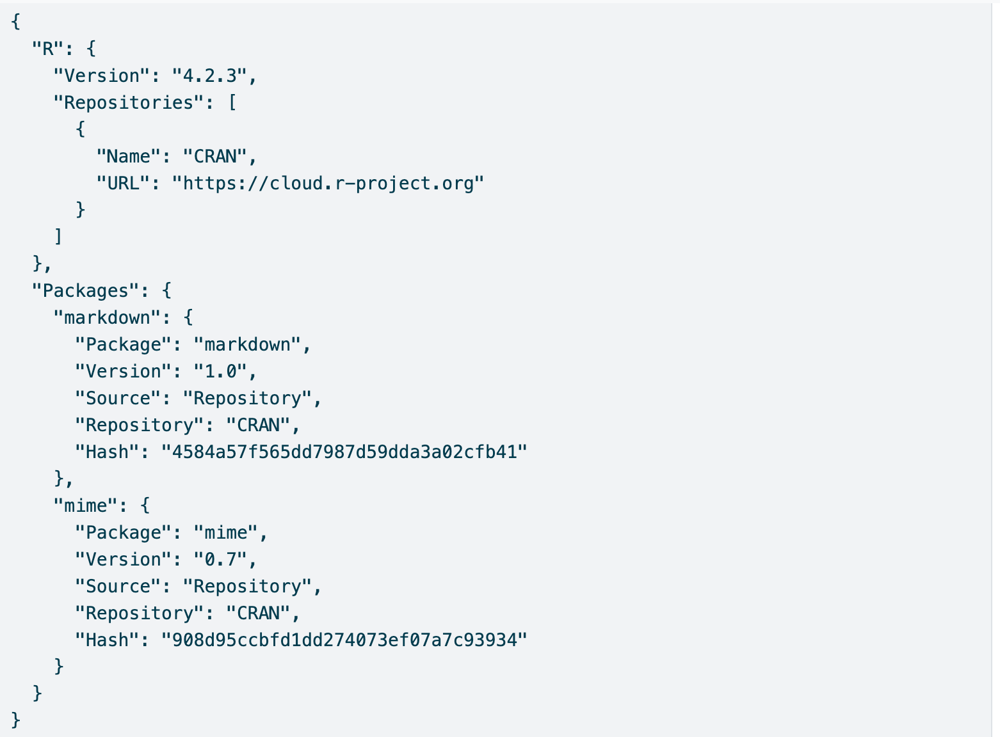 {
  "R": {
    "Version": "4.2.3",
    "Repositories": [
      {
        "Name": "CRAN",
        "URL": "https://cloud.r-project.org"
      }
    ]
  },
  "Packages": {
    "markdown": {
      "Package": "markdown",
      "Version": "1.0",
      "Source": "Repository",
      "Repository": "CRAN",
      "Hash": "4584a57f565dd7987d59dda3a02cfb41"
    },
    "mime": {
      "Package": "mime",
      "Version": "0.7",
      "Source": "Repository",
      "Repository": "CRAN",
      "Hash": "908d95ccbfd1dd274073ef07a7c93934"
    }
  }
}